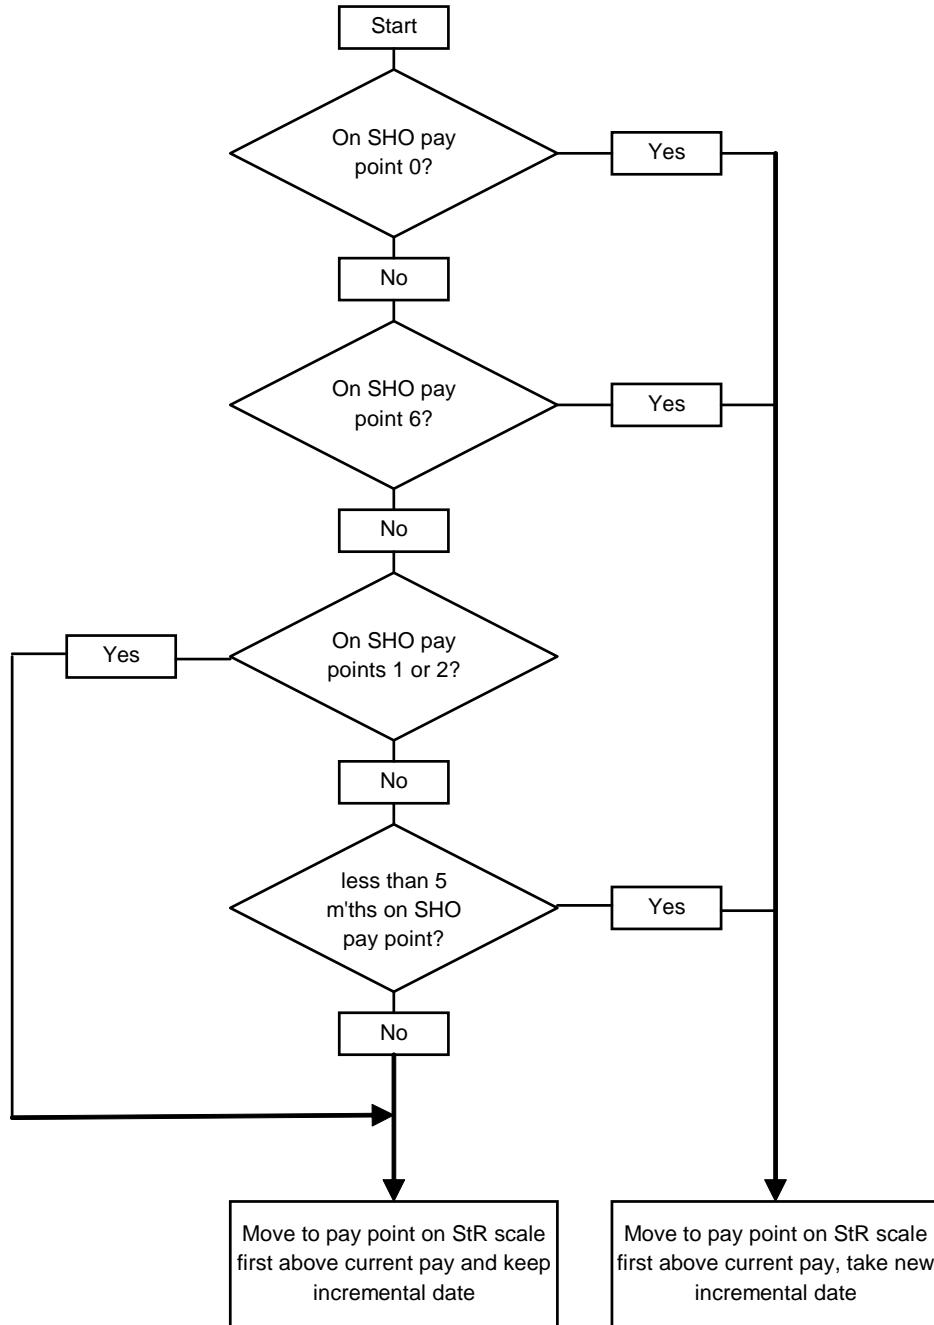 Start
On SHO pay
point 0?
Yes
No
On SHO pay
point 6?
Yes
No
Yes
On SHO pay
points 1 or 2?
No
less than 5
m'ths on SHO
pay point?
Yes
No
Move to pay point on StR scale
first above current pay and keep
incremental date
Move to pay point on StR scale
first above current pay, take new
incremental date